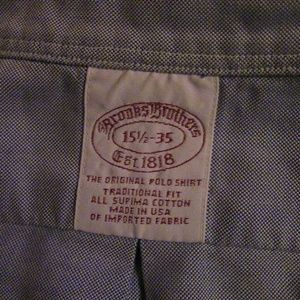 Brooks Brothers
15½-35
Est. 1818
THE ORIGINAL POLO SHIRT
TRADITIONAL FIT
ALL SUPIMA COTTON
MADE IN USA
OF IMPORTED FABRIC